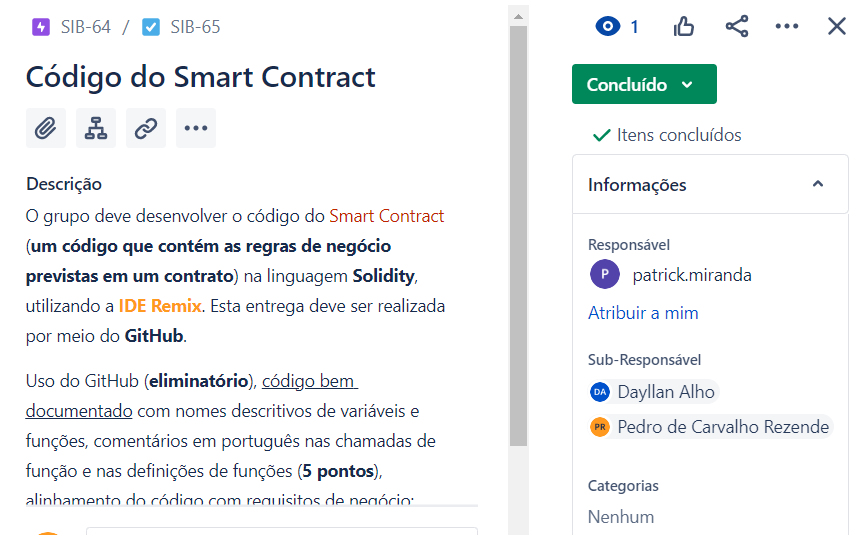 SIB-64 / SIB-65
Código do Smart Contract
Descrição
O grupo deve desenvolver o código do Smart Contract
(um código que contém as regras de negócio
previstas em um contrato) na linguagem Solidity,
utilizando a IDE Remix. Esta entrega deve ser realizada
por meio do GitHub.
Uso do GitHub (eliminatório), código bem
documentado com nomes descritivos de variáveis e
funções, comentários em português nas chamadas de
função e nas definições de funções (5 pontos),
alinhamento do código com requisitos de negócio:
1
Concluído
Itens concluídos
Informações
Responsável
P patrick.miranda
Atribuir a mim
Sub-Responsável
DA Dayllan Alho
PR Pedro de Carvalho Rezende
Categorias
Nenhum